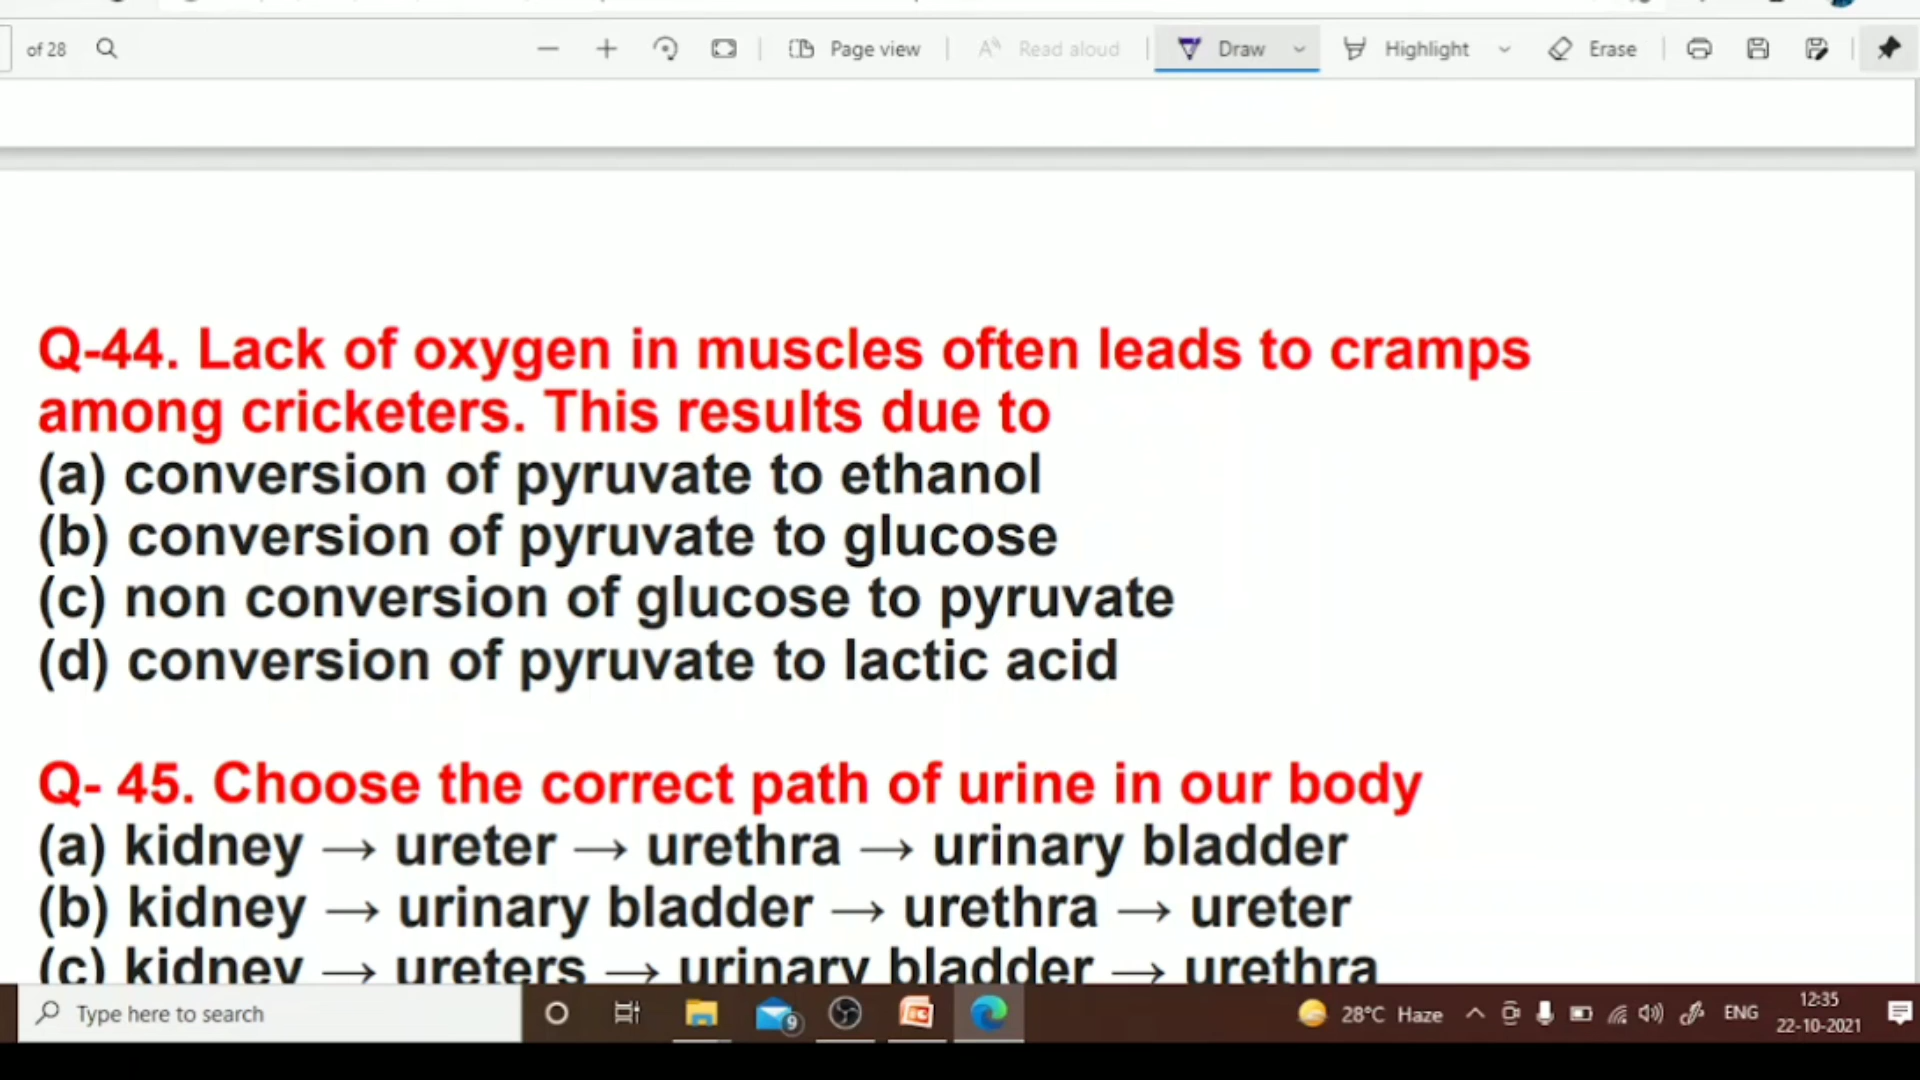 of 28
Page view
Read aloud
Draw
Highlight
Erase
Q-44. Lack of oxygen in muscles often leads to cramps
among cricketers. This results due to
(a) conversion of pyruvate to ethanol
(b) conversion of pyruvate to glucose
(c) non conversion of glucose to pyruvate
(d) conversion of pyruvate to lactic acid
Q- 45. Choose the correct path of urine in our body
(a) kidney → ureter → urethra → urinary bladder
(b) kidney → urinary bladder → urethra → ureter
(c) kidney → ureters → urinary bladder → urethra
Type here to search
9
28°C Haze
ENG
12:35
22-10-2021